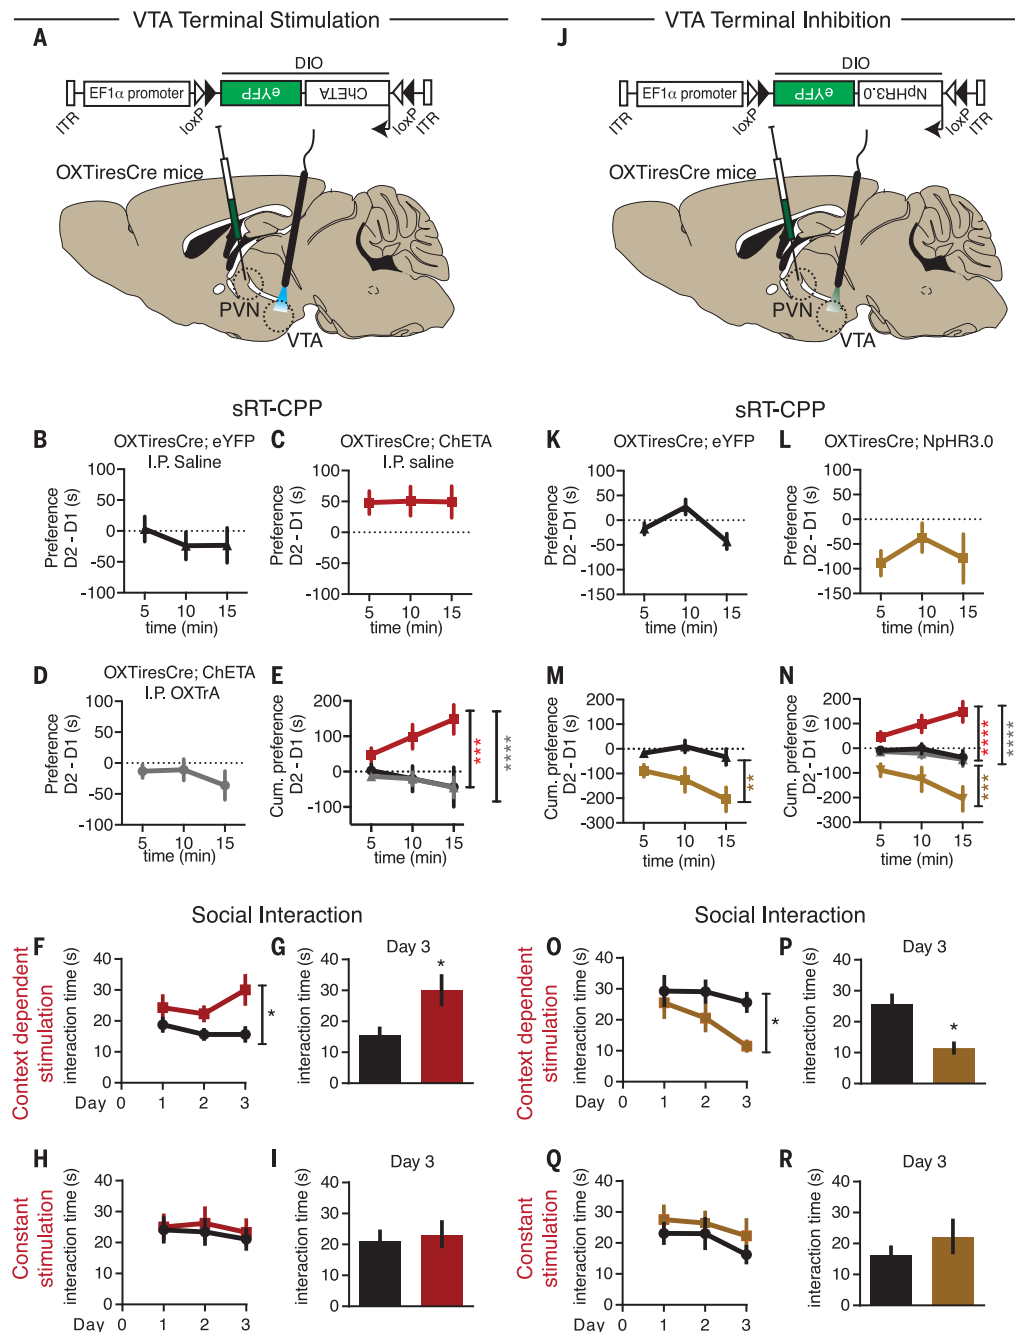 VTA Terminal Stimulation
A
DIO
EF1α promoter
eYFP
ChETA
ITR
loxP
loxP
ITR
OXTiresCre mice
PVN
VTA
sRT-CPP
B
OXTiresCre; eYFP
I.P. Saline
Preference
D2 - D1 (s)
100
50
0
-50
-100
5 10 15
time (min)
C
OXTiresCre; ChETA
I.P. saline
Preference
D2 - D1 (s)
100
50
0
-50
-100
5 10 15
time (min)
D
OXTiresCre; ChETA
I.P. OXTrA
Preference
D2 - D1 (s)
100
50
0
-50
-100
5 10 15
time (min)
E
Cum. preference
D2 - D1 (s)
200
100
0
-100
5 10 15
time (min)
***
****
Social Interaction
Context dependent
stimulation
F
interaction time (s)
40
30
20
10
0
Day 0 1 2 3
*
G
Day 3
interaction time (s)
40
30
20
10
0
*
Constant
stimulation
H
interaction time (s)
40
30
20
10
0
Day 0 1 2 3
I
Day 3
interaction time (s)
40
30
20
10
0
VTA Terminal Inhibition
J
DIO
EF1α promoter
eYFP
NpHR3.0
ITR
loxP
loxP
ITR
OXTiresCre mice
PVN
VTA
sRT-CPP
K
OXTiresCre; eYFP
Preference
D2 - D1 (s)
100
50
0
-50
-100
-150
5 10 15
time (min)
L
OXTiresCre; NpHR3.0
Preference
D2 - D1 (s)
100
50
0
-50
-100
-150
5 10 15
time (min)
M
Cum. preference
D2 - D1 (s)
200
100
0
-100
-200
-300
5 10 15
time (min)
**
N
Cum. preference
D2 - D1 (s)
200
100
0
-100
-200
-300
5 10 15
time (min)
****
****
***
Social Interaction
Context dependent
stimulation
O
interaction time (s)
40
30
20
10
0
Day 0 1 2 3
*
P
Day 3
interaction time (s)
40
30
20
10
0
*
Constant
stimulation
Q
interaction time (s)
40
30
20
10
0
Day 0 1 2 3
R
Day 3
interaction time (s)
40
30
20
10
0